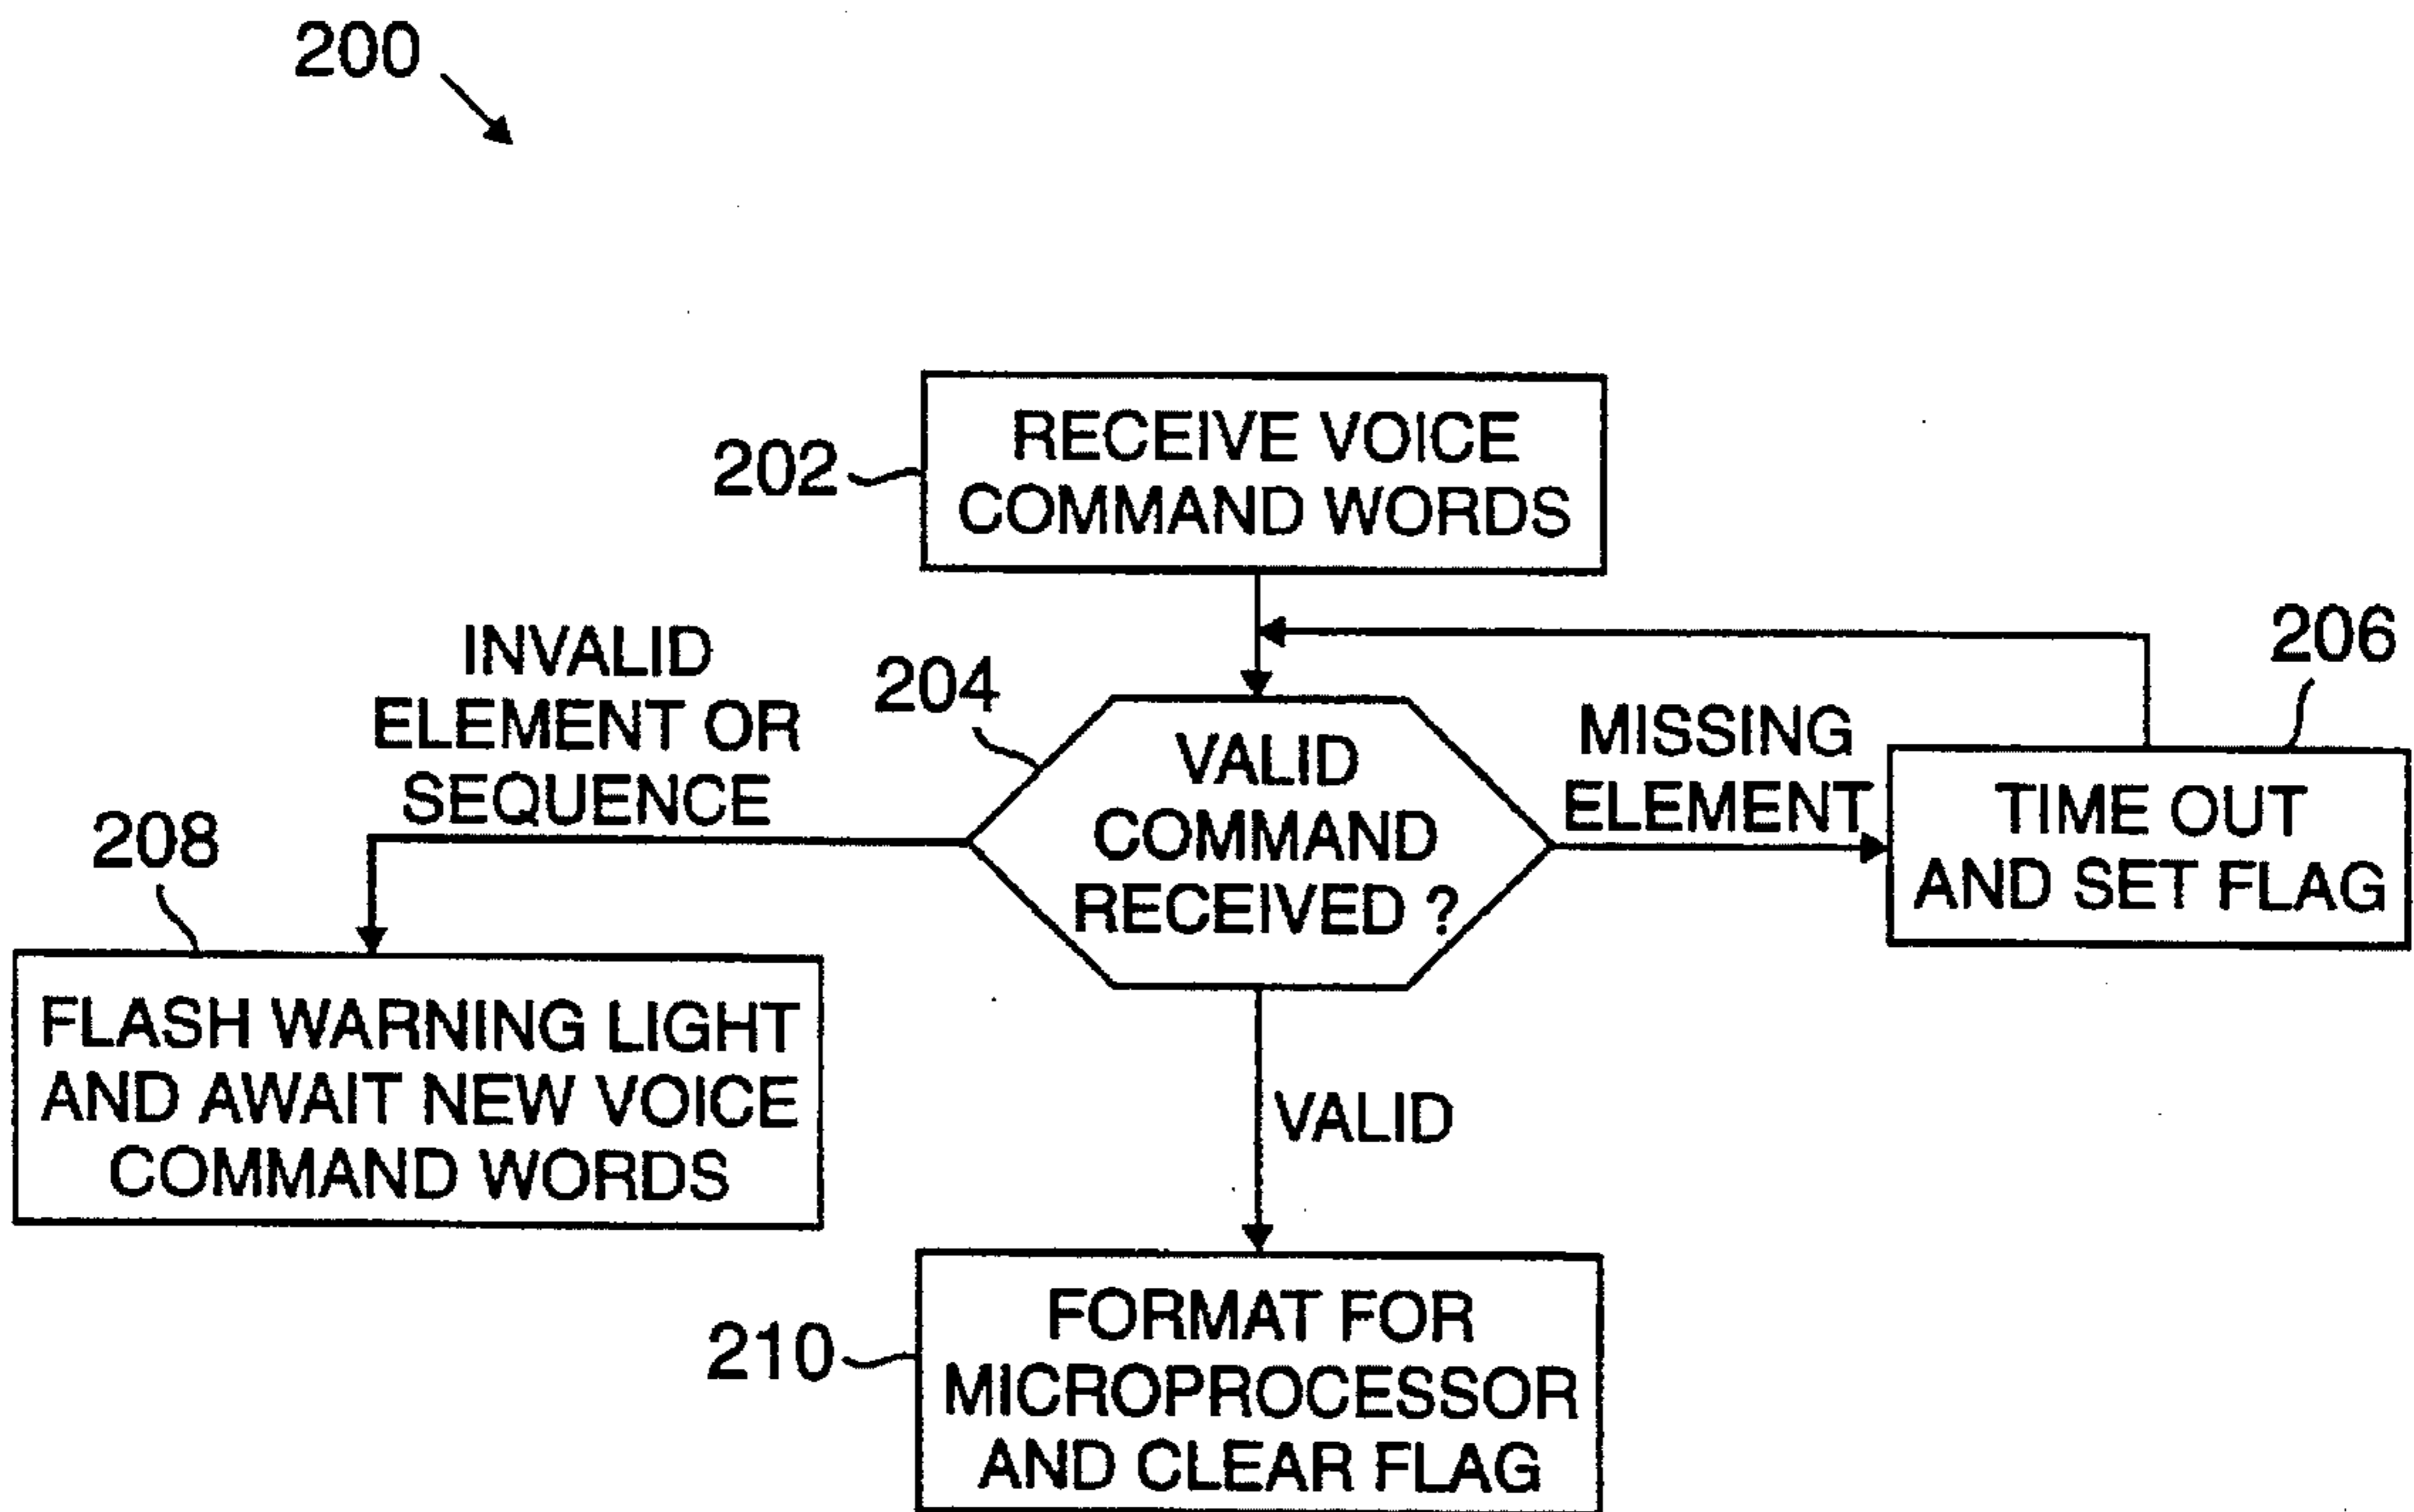 200
202
RECEIVE VOICE
COMMAND WORDS
INVALID
ELEMENT OR
SEQUENCE
204
VALID
COMMAND
RECEIVED ?
MISSING
ELEMENT
206
TIME OUT
AND SET FLAG
208
FLASH WARNING LIGHT
AND AWAIT NEW VOICE
COMMAND WORDS
VALID
210
FORMAT FOR
MICROPROCESSOR
AND CLEAR FLAG